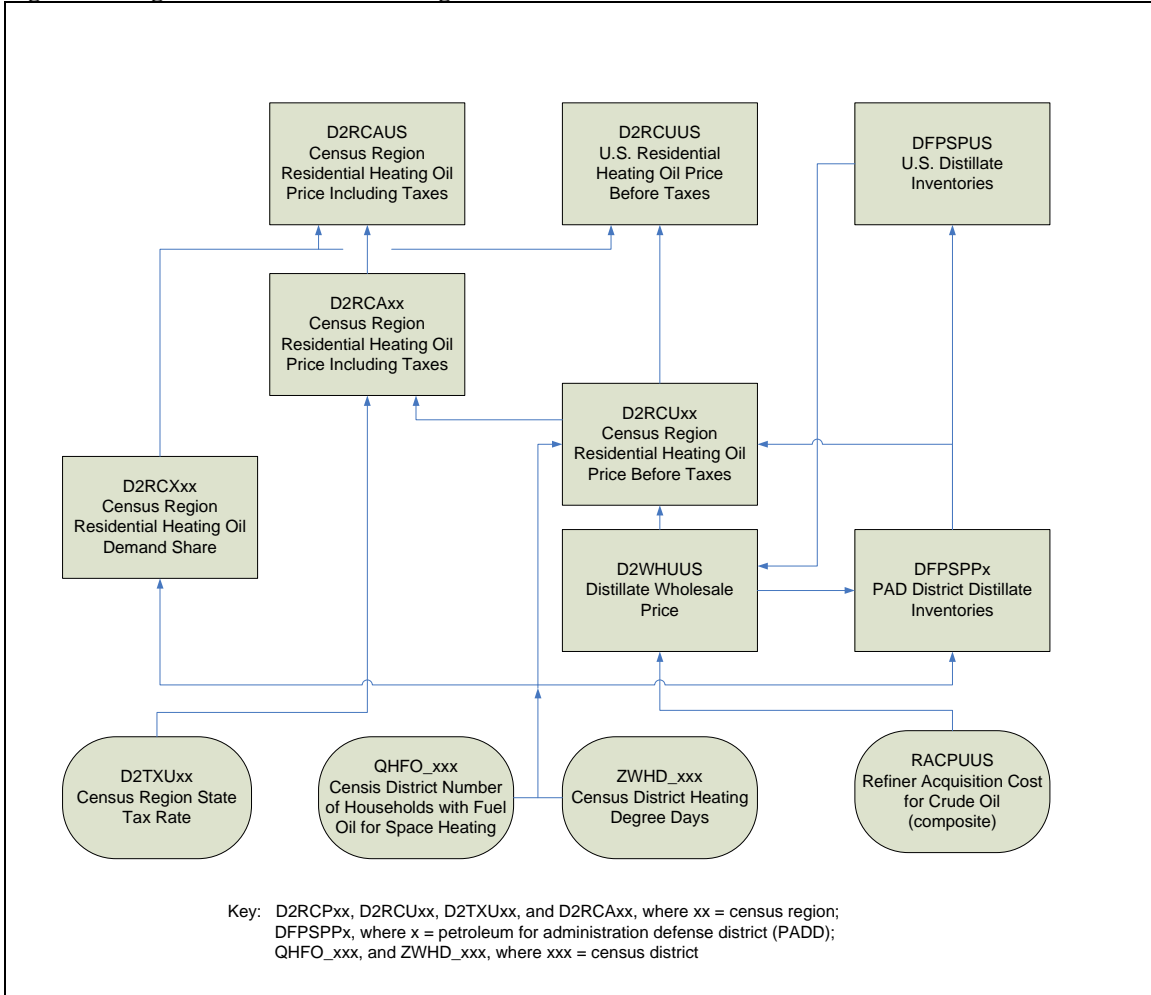 D2RCAUS
Census Region
Residential Heating Oil
Price Including Taxes
D2RCUUS
U.S. Residential
Heating Oil Price
Before Taxes
DFPSPUS
U.S. Distillate
Inventories
D2RCAxx
Census Region
Residential Heating Oil
Price Including Taxes
D2RCUxx
Census Region
Residential Heating Oil
Price Before Taxes
D2RCXxx
Census Region
Residential Heating Oil
Demand Share
D2WHUUS
Distillate Wholesale
Price
DFPSPPx
PAD District Distillate
Inventories
D2TXUxx
Census Region State
Tax Rate
QHFO_xxx
Censis District Number
of Households with Fuel
Oil for Space Heating
ZWHD_xxx
Census District Heating
Degree Days
RACPUUS
Refiner Acquisition Cost
for Crude Oil
(composite)
Key: D2RCPxx, D2RCUxx, D2TXUxx, and D2RCAxx, where xx = census region;
DFPSPPx, where x = petroleum for administration defense district (PADD);
QHFO_xxx, and ZWHD_xxx, where xxx = census district